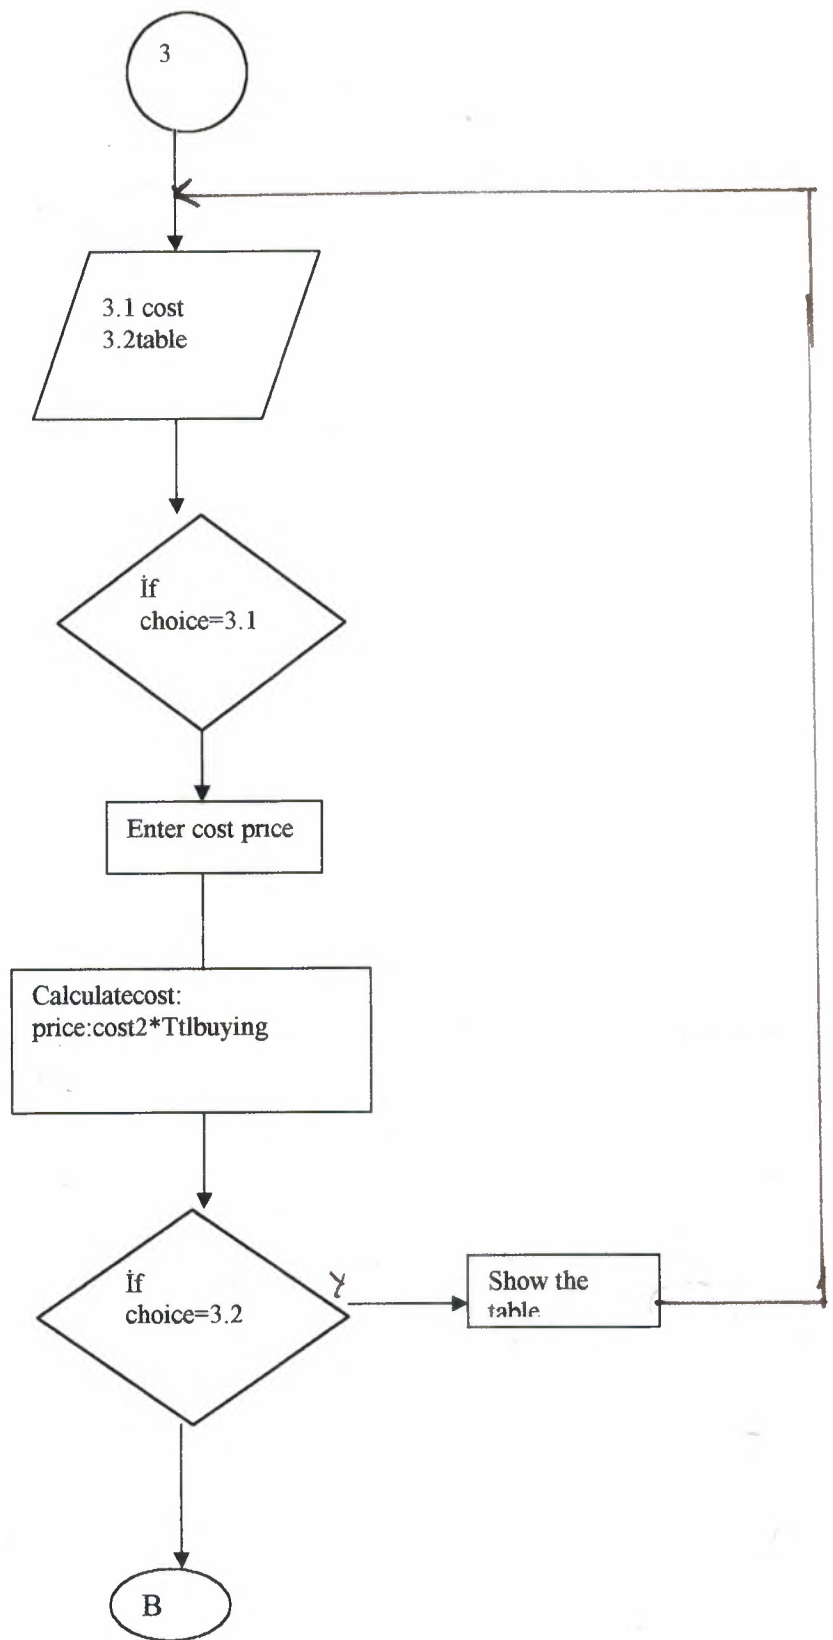 3
3.1 cost
3.2table
İf
choice=3.1
Enter cost price
Calculatecost:
price:cost2*Ttlbuying
İf
choice=3.2
Y
Show the
table
B